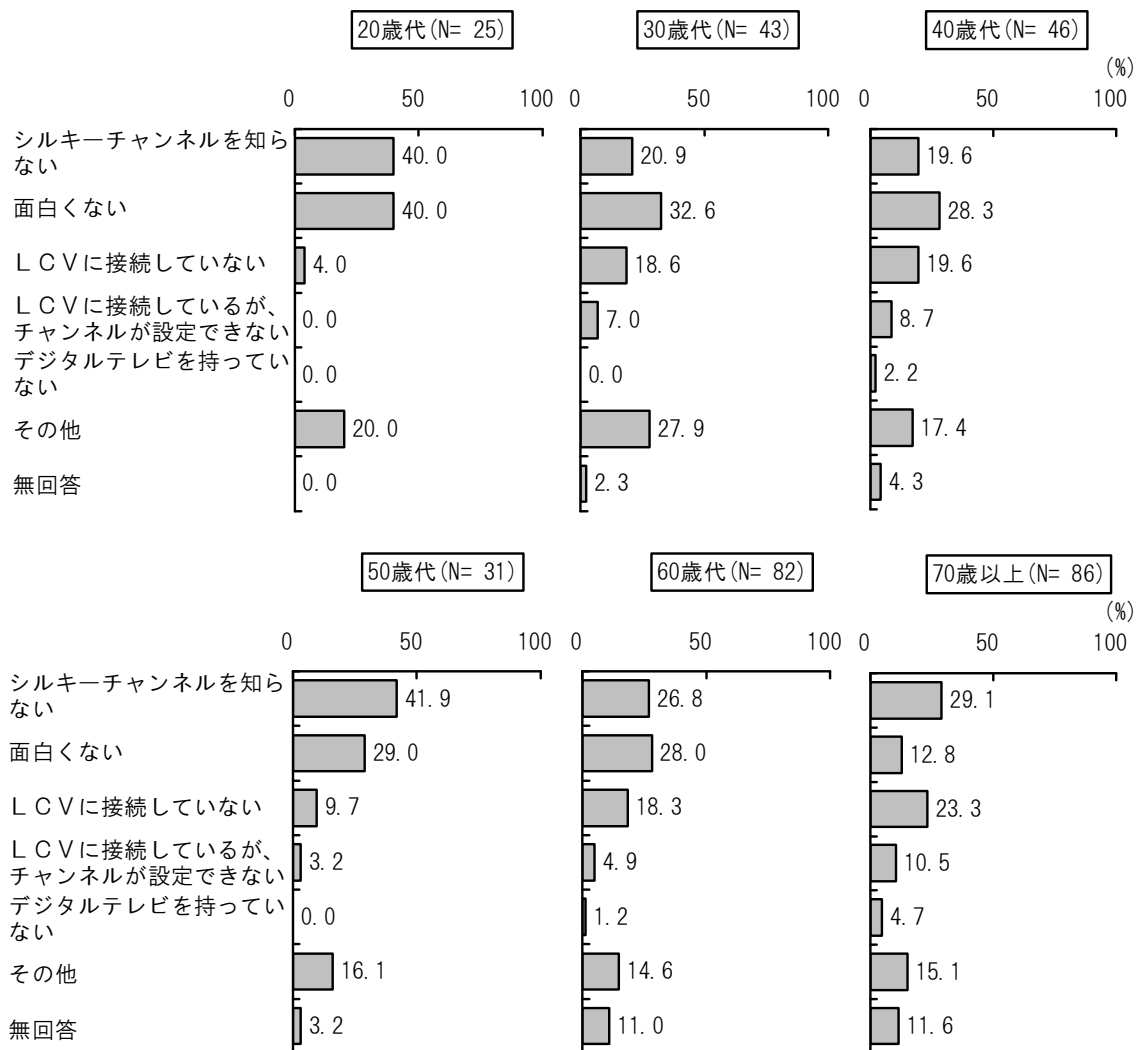 20歳代(N= 25)
30歳代(N= 43)
40歳代(N= 46)
(%)
0 50 100
0 50 100
0 50 100
シルキーチャンネルを知ら
ない
40.0
20.9
19.6
面白くない
40.0
32.6
28.3
ＬＣＶに接続していない
4.0
18.6
19.6
ＬＣＶに接続しているが、
チャンネルが設定できない
0.0
7.0
8.7
デジタルテレビを持ってい
ない
0.0
0.0
2.2
その他
20.0
27.9
17.4
無回答
0.0
2.3
4.3
50歳代(N= 31)
60歳代(N= 82)
70歳以上(N= 86)
(%)
0 50 100
0 50 100
0 50 100
シルキーチャンネルを知ら
ない
41.9
26.8
29.1
面白くない
29.0
28.0
12.8
ＬＣＶに接続していない
9.7
18.3
23.3
ＬＣＶに接続しているが、
チャンネルが設定できない
3.2
4.9
10.5
デジタルテレビを持ってい
ない
0.0
1.2
4.7
その他
16.1
14.6
15.1
無回答
3.2
11.0
11.6